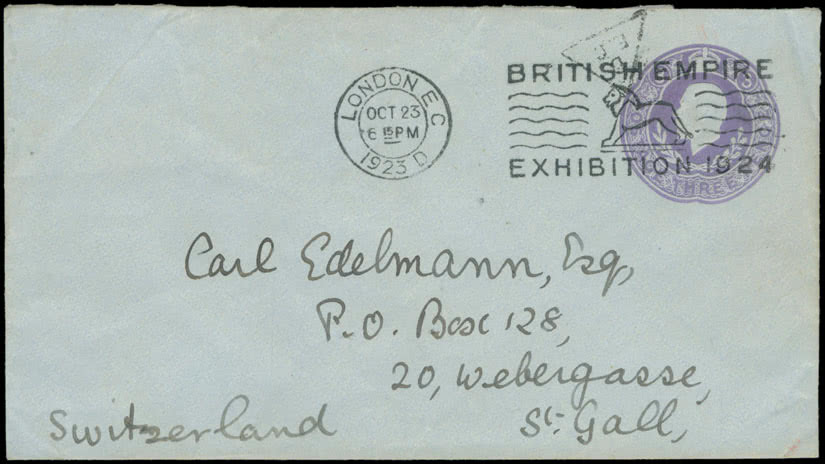 LONDON. E.C
OCT 23
6 15 PM
1923 D
BRITISH EMPIRE
EXHIBITION 1924
THREE
Carl Edelmann, Esq,
P.O. Box 128,
20, Webergasse,
St. Gall,
Switzerland